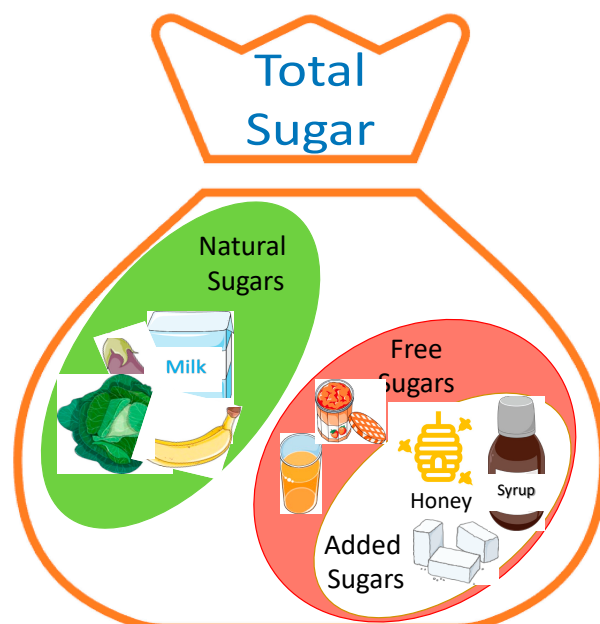 Total
Sugar
Natural
Sugars
Milk
Free
Sugars
Honey
Syrup
Added
Sugars